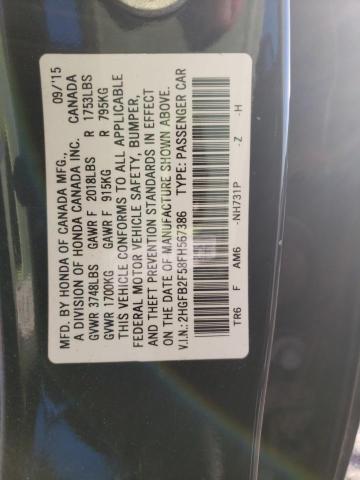 MFD. BY HONDA OF CANADA MFG., 09/'15
A DIVISION OF HONDA CANADA INC. CANADA
GVWR 3748LBS GAWR F 2018LBS R 1753LBS
GVWR 1700KG GAWR F 915KG R 795KG
THIS VEHICLE CONFORMS TO ALL APPLICABLE
FEDERAL MOTOR VEHICLE SAFETY, BUMPER,
AND THEFT PREVENTION STANDARDS IN EFFECT
ON THE DATE OF MANUFACTURE SHOWN ABOVE.
V.I.N.: 2HGFB2F58FH567386 TYPE: PASSENGER CAR
TR6 F AM6 -NH731P -Z -H